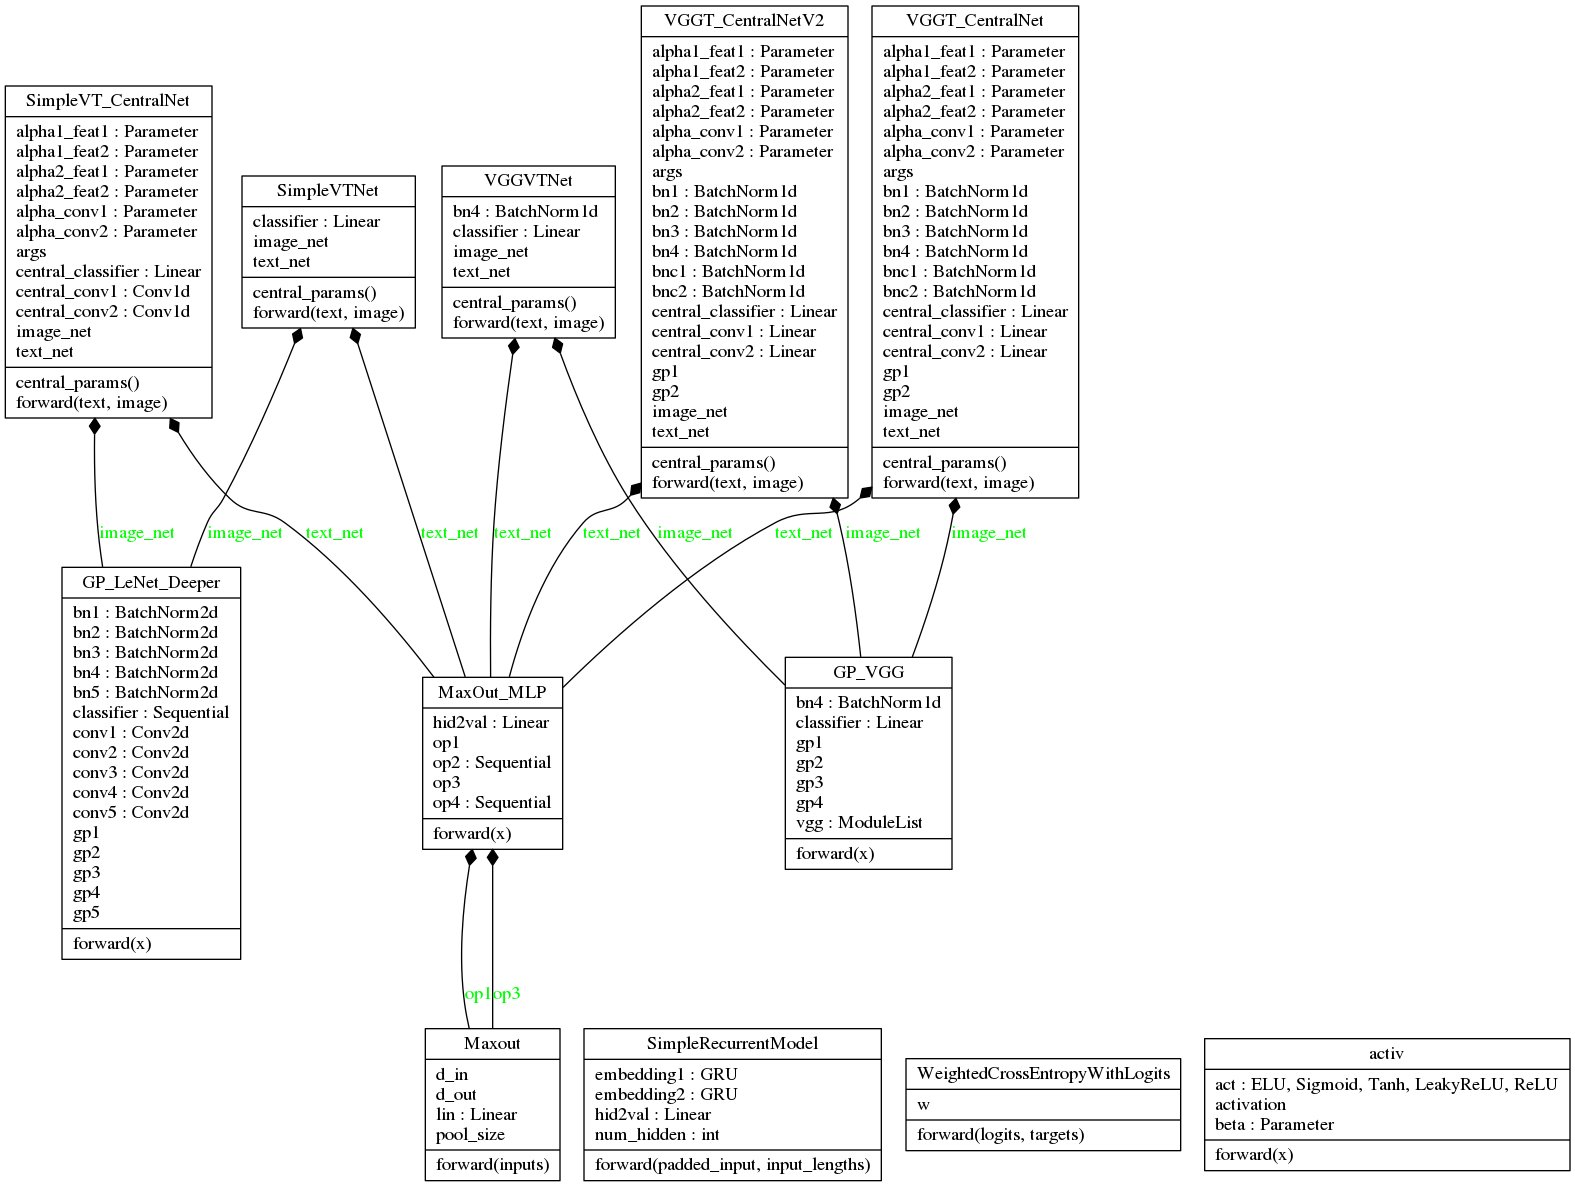 VGGT_CentralNetV2
alpha1_feat1 : Parameter
alpha1_feat2 : Parameter
alpha2_feat1 : Parameter
alpha2_feat2 : Parameter
alpha_conv1 : Parameter
alpha_conv2 : Parameter
args
bn1 : BatchNorm1d
bn2 : BatchNorm1d
bn3 : BatchNorm1d
bn4 : BatchNorm1d
bnc1 : BatchNorm1d
bnc2 : BatchNorm1d
central_classifier : Linear
central_conv1 : Linear
central_conv2 : Linear
gp1
gp2
image_net
text_net
central_params()
forward(text, image)
VGGT_CentralNet
alpha1_feat1 : Parameter
alpha1_feat2 : Parameter
alpha2_feat1 : Parameter
alpha2_feat2 : Parameter
alpha_conv1 : Parameter
alpha_conv2 : Parameter
args
bn1 : BatchNorm1d
bn2 : BatchNorm1d
bn3 : BatchNorm1d
bn4 : BatchNorm1d
bnc1 : BatchNorm1d
bnc2 : BatchNorm1d
central_classifier : Linear
central_conv1 : Linear
central_conv2 : Linear
gp1
gp2
image_net
text_net
central_params()
forward(text, image)
SimpleVT_CentralNet
alpha1_feat1 : Parameter
alpha1_feat2 : Parameter
alpha2_feat1 : Parameter
alpha2_feat2 : Parameter
alpha_conv1 : Parameter
alpha_conv2 : Parameter
args
central_classifier : Linear
central_conv1 : Conv1d
central_conv2 : Conv1d
image_net
text_net
central_params()
forward(text, image)
SimpleVTNet
classifier : Linear
image_net
text_net
central_params()
forward(text, image)
VGGVTNet
bn4 : BatchNorm1d
classifier : Linear
image_net
text_net
central_params()
forward(text, image)
image_net
image_net
text_net
text_net
text_net
text_net
image_net
text_net
image_net
image_net
GP_LeNet_Deeper
bn1 : BatchNorm2d
bn2 : BatchNorm2d
bn3 : BatchNorm2d
bn4 : BatchNorm2d
bn5 : BatchNorm2d
classifier : Sequential
conv1 : Conv2d
conv2 : Conv2d
conv3 : Conv2d
conv4 : Conv2d
conv5 : Conv2d
gp1
gp2
gp3
gp4
gp5
forward(x)
MaxOut_MLP
hid2val : Linear
op1
op2 : Sequential
op3
op4 : Sequential
forward(x)
GP_VGG
bn4 : BatchNorm1d
classifier : Linear
gp1
gp2
gp3
gp4
vgg : ModuleList
forward(x)
op1
op3
Maxout
d_in
d_out
lin : Linear
pool_size
forward(inputs)
SimpleRecurrentModel
embedding1 : GRU
embedding2 : GRU
hid2val : Linear
num_hidden : int
forward(padded_input, input_lengths)
WeightedCrossEntropyWithLogits
w
forward(logits, targets)
activ
act : ELU, Sigmoid, Tanh, LeakyReLU, ReLU
activation
beta : Parameter
forward(x)